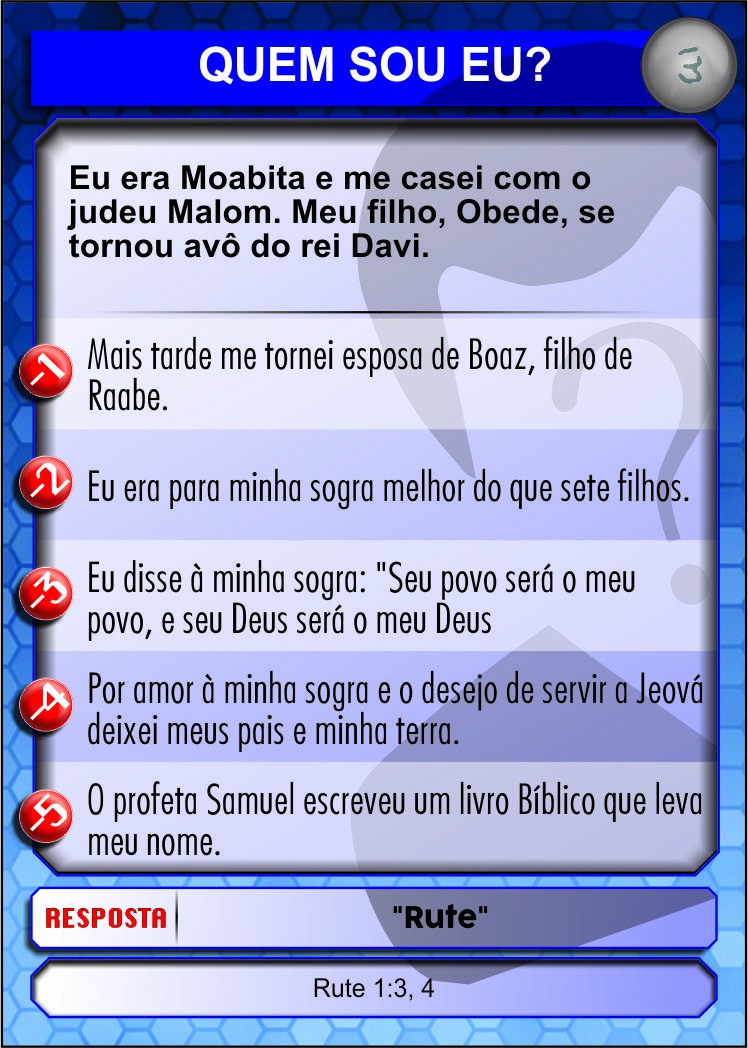 QUEM SOU EU?
3
Eu era Moabita e me casei com o
judeu Malom. Meu filho, Obede, se
tornou avô do rei Davi.
1
Mais tarde me tornei esposa de Boaz, filho de
Raabe.
2
Eu era para minha sogra melhor do que sete filhos.
3
Eu disse à minha sogra: "Seu povo será o meu
povo, e seu Deus será o meu Deus
4
Por amor à minha sogra e o desejo de servir a Jeová
deixei meus pais e minha terra.
5
O profeta Samuel escreveu um livro Bíblico que leva
meu nome.
RESPOSTA "Rute"
Rute 1:3, 4